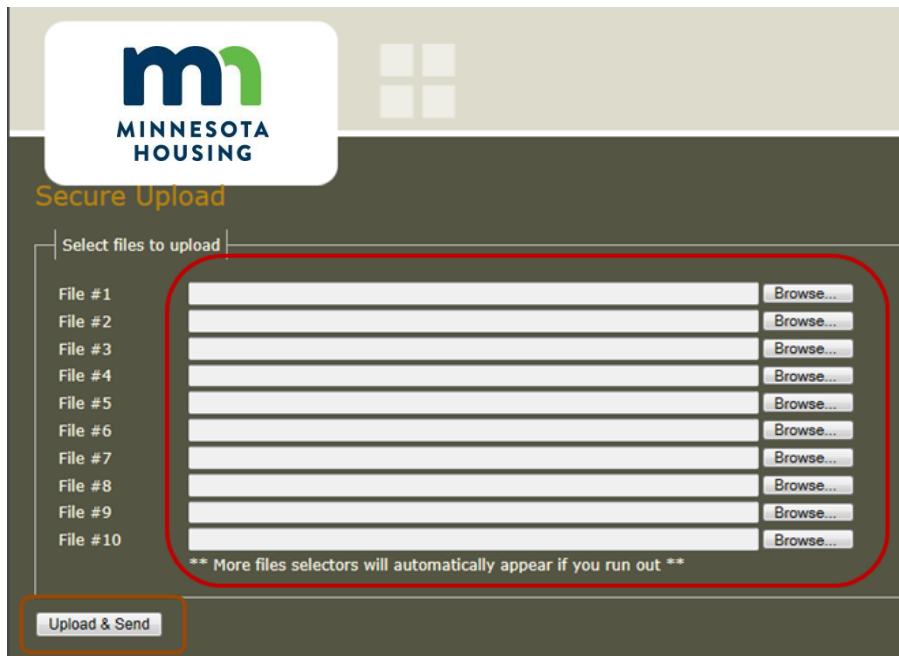 mn
MINNESOTA
HOUSING
Secure Upload
Select files to upload
File #1 Browse...
File #2 Browse...
File #3 Browse...
File #4 Browse...
File #5 Browse...
File #6 Browse...
File #7 Browse...
File #8 Browse...
File #9 Browse...
File #10 Browse...
** More files selectors will automatically appear if you run out **
Upload & Send